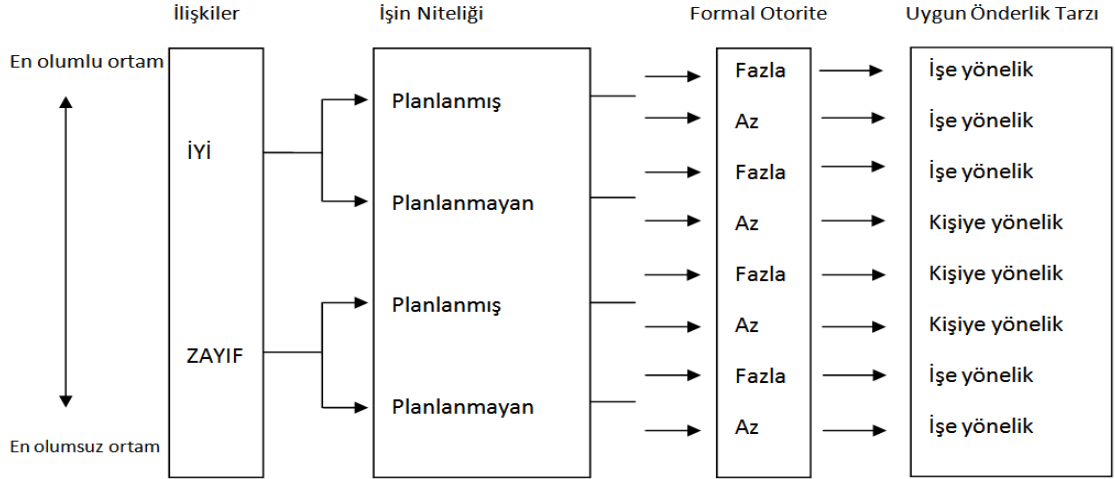 İlişkiler İşin Niteliği Formal Otorite Uygun Önderlik Tarzı
En olumlu ortam
Fazla İşe yönelik
Planlanmış
Az İşe yönelik
İYİ
Fazla İşe yönelik
Planlanmayan
Az Kişiye yönelik
Fazla Kişiye yönelik
Planlanmış
Az Kişiye yönelik
ZAYIF
Fazla İşe yönelik
Planlanmayan
Az İşe yönelik
En olumsuz ortam